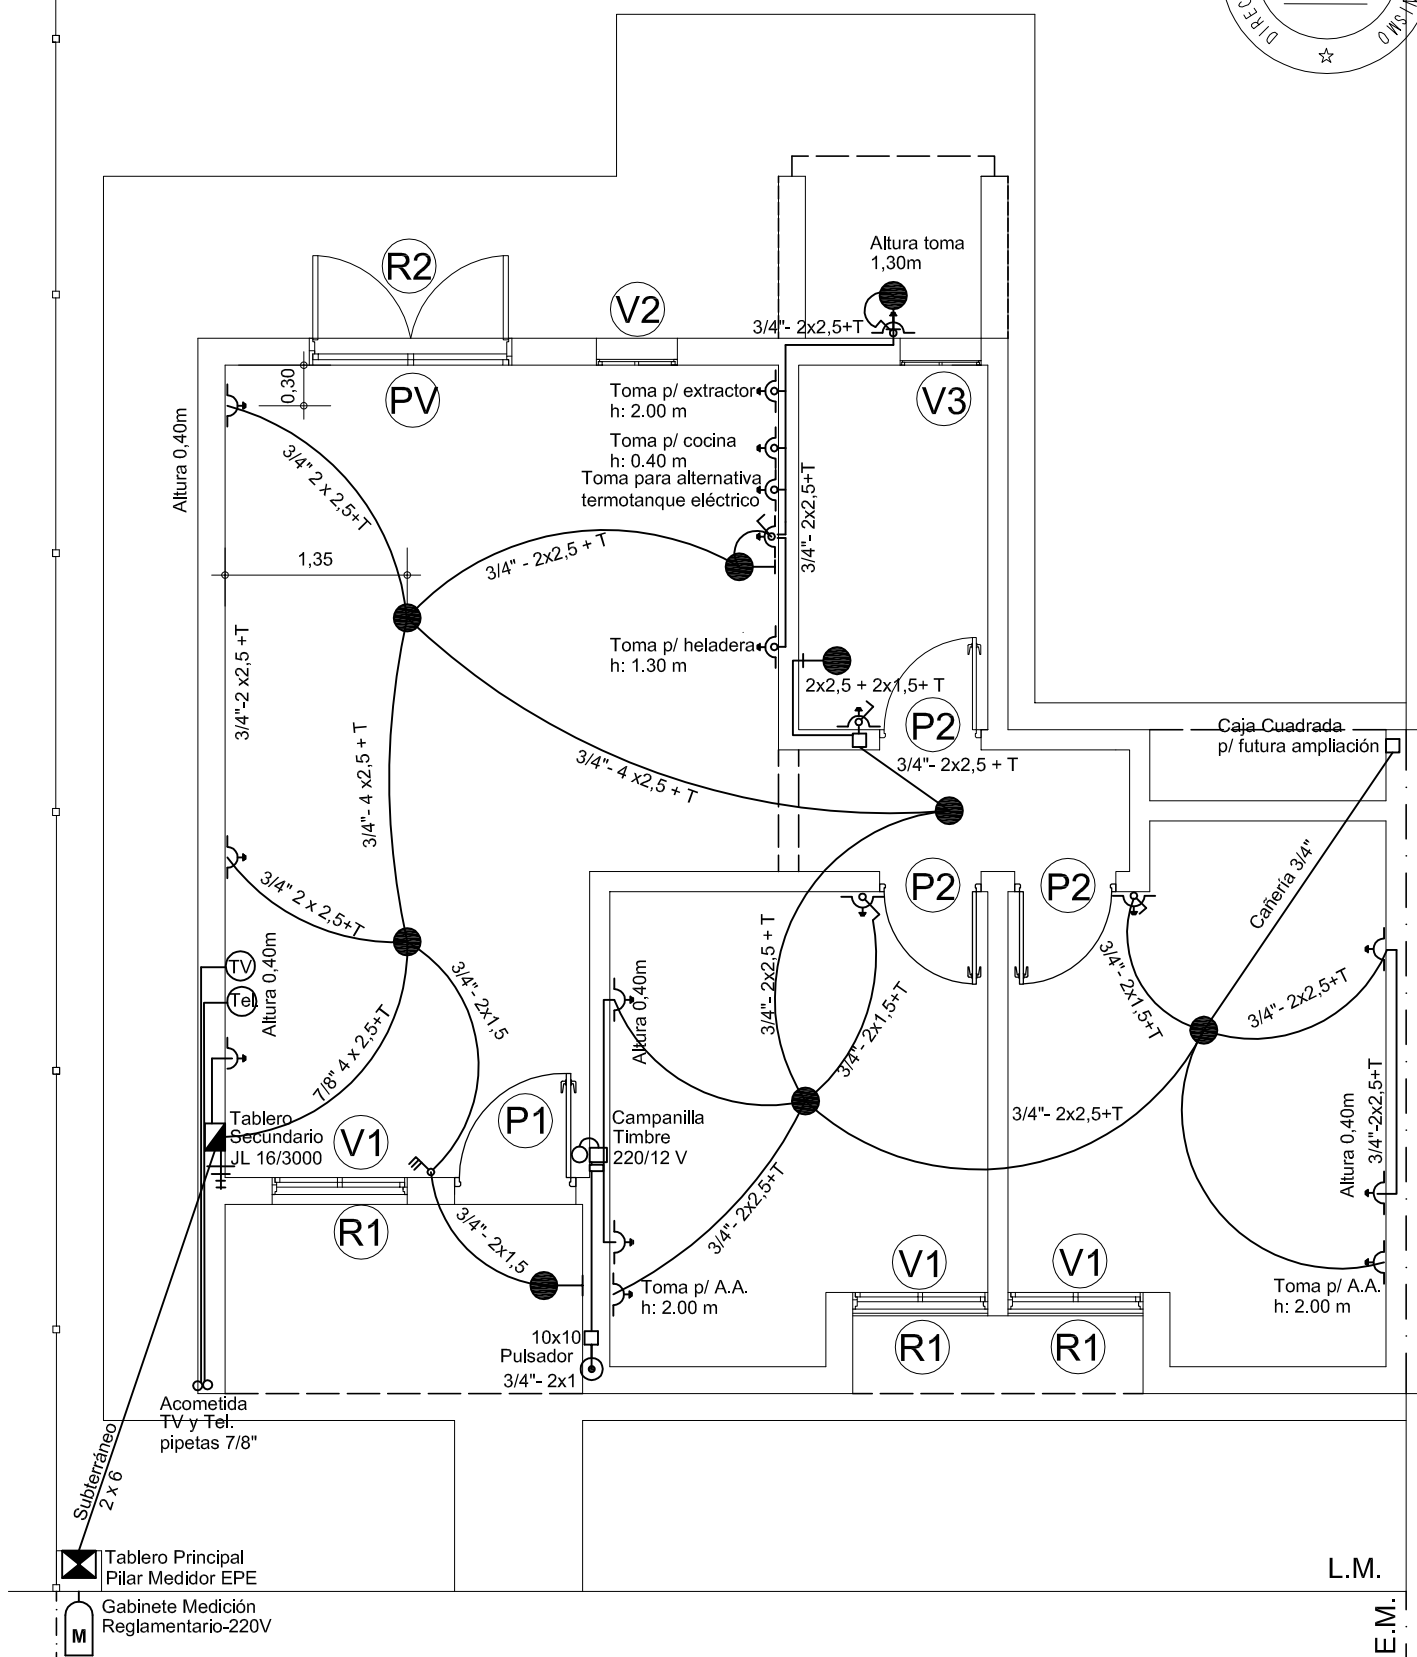 DIREC
NISMO
Altura toma
1,30m
R2
V2
3/4"- 2x2,5+T
0,30
PV
Toma p/ extractor
h: 2.00 m
V3
Altura 0,40m
3/4" 2 x 2,5+T
Toma p/ cocina
h: 0.40 m
Toma para alternativa
termotanque eléctrico
3/4"- 2x2,5+T
3/4" - 2x2,5 + T
1,35
3/4"-2 x2,5 +T
Toma p/ heladera
h: 1.30 m
2x2,5 + 2x1,5+ T
P2
Caja Cuadrada
p/ futura ampliación
3/4"- 4 x2,5 + T
3/4"- 4 x2,5 + T
3/4"- 2x2,5 + T
3/4" 2 x 2,5+T
P2
P2
Cañería 3/4"
TV
Tel.
Altura 0,40m
3/4"- 2x1,5
3/4"- 2x2,5 + T
Altura 0,40m
3/4"- 2x1,5+T
3/4"- 2x1,5+T
3/4"- 2x2,5+T
7/8" 4 x 2,5+T
Tablero
Secundario
JL 16/3000
V1
P1
Campanilla
Timbre
220/12 V
3/4"- 2x2,5+T
Altura 0,40m
3/4"-2x2,5+T
R1
3/4"- 2x1,5
3/4"- 2x2,5+T
V1
V1
Toma p/ A.A.
h: 2.00 m
Toma p/ A.A.
h: 2.00 m
10x10
Pulsador
3/4"- 2x1
R1
R1
Acometida
TV y Tel.
pipetas 7/8"
Subterráneo
2 x 6
Tablero Principal
Pilar Medidor EPE
L.M.
Gabinete Medición
Reglamentario-220V
M
E.M.